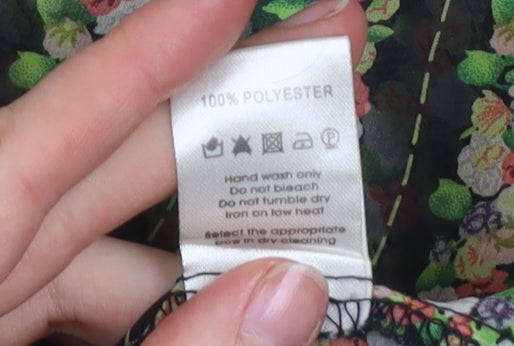 100% POLYESTER
Hand wash only
Do not bleach
Do not tumble dry
Iron on low heat
Select the appropriate
in dry cleaning